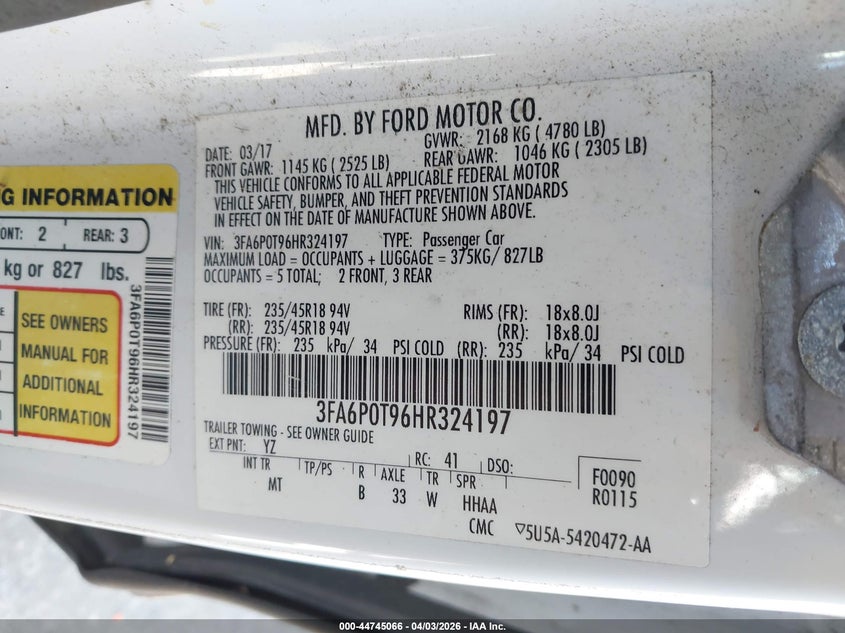 MFD. BY FORD MOTOR CO.
DATE: 03/17 GVWR: 2168 KG ( 4780 LB)
FRONT GAWR: 1145 KG ( 2525 LB) REAR GAWR: 1046 KG ( 2305 LB)
THIS VEHICLE CONFORMS TO ALL APPLICABLE FEDERAL MOTOR
VEHICLE SAFETY, BUMPER, AND THEFT PREVENTION STANDARDS
IN EFFECT ON THE DATE OF MANUFACTURE SHOWN ABOVE.
VIN: 3FA6P0T96HR324197 TYPE: Passenger Car
MAXIMUM LOAD = OCCUPANTS + LUGGAGE = 375KG/ 827LB
OCCUPANTS = 5 TOTAL; 2 FRONT, 3 REAR
TIRE (FR): 235/45R18 94V RIMS (FR): 18x8.0J
(RR): 235/45R18 94V (RR): 18x8.0J
PRESSURE (FR): 235 kPa/ 34 PSI COLD (RR): 235 kPa/ 34 PSI COLD
3FA6P0T96HR324197
TRAILER TOWING - SEE OWNER GUIDE
EXT PNT: YZ RC: 41 DSO:
INT TR TP/PS R AXLE TR SPR
MT B 33 W HHAA
F0090
R0115
CMC ▽5U5A-5420472-AA
G INFORMATION
ONT: 2 REAR: 3
kg or 827 lbs.
SEE OWNERS
MANUAL FOR
ADDITIONAL
INFORMATION
3FA6P0T96HR324197
000-44745066 - 04/03/2026 - IAA Inc.